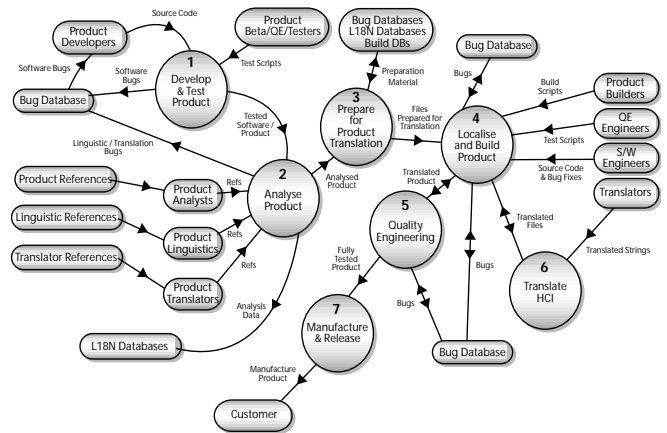 Source Code
Product
Developers
Product
Beta/QE/Testers
Bug Databases
L18N Databases
Build DBs
Bug Database
1
Develop
& Test
Product
Software Bugs
Software
Bugs
Test Scripts
Bug Database
Preparation
Material
Bugs
Build
Scripts
Product
Builders
3
Prepare
for
Product
Translation
Files
Prepared for
Translation
4
Localise
and Build
Product
QE
Engineers
Test Scripts
S/W
Engineers
Source Code
& Bug Fixes
Tested
Software /
Product
Linguistic / Translation
Bugs
2
Analyse
Product
Analysed
Product
Product References
Refs
Product
Analysts
Translated
Product
Translators
Linguistic References
Refs
Product
Linguistics
5
Quality
Engineering
Translated
Files
Translated Strings
Translator References
Refs
Product
Translators
Fully
Tested
Product
Bugs
6
Translate
HCI
Analysis
Data
Bugs
7
Manufacture
& Release
L18N Databases
Bug Database
Manufacture
Product
Customer